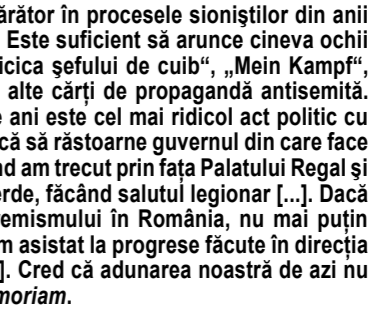 ărător în procesele sioniştilor din anii
Este suficient să arunce cineva ochii
icica şefului de cuib“, „Mein Kampf“,
alte cărţi de propagandă antisemită.
ani este cel mai ridicol act politic cu
că să răstoarne guvernul din care face
nd am trecut prin faţa Palatului Regal şi
erde, făcând salutul legionar [...]. Dacă
remismului în România, nu mai puţin
m asistat la progrese făcute în direcţia
]. Cred că adunarea noastră de azi nu
moriam.